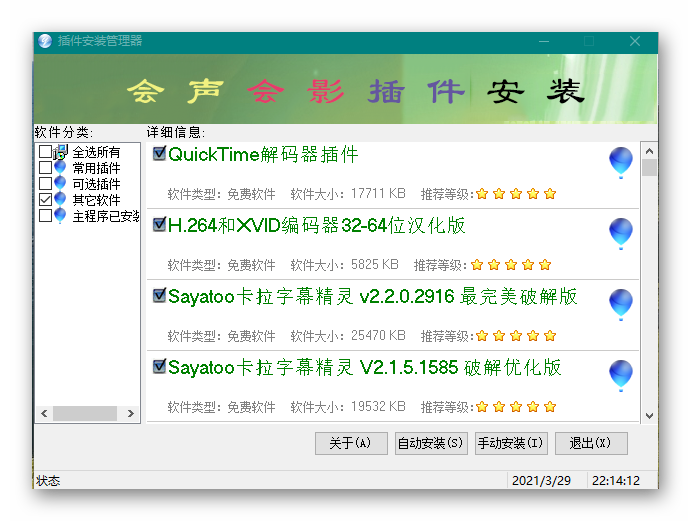 插件安装管理器
会声会影插件安装
软件分类:
详细信息:
全选所有
常用插件
可选插件
其它软件
主程序已安装
QuickTime解码器插件
软件类型: 免费软件 软件大小: 17711 KB 推荐等级:
H.264和XVID编码器32-64位汉化版
软件类型: 免费软件 软件大小: 5825 KB 推荐等级:
Sayatoo卡拉字幕精灵 v2.2.0.2916 最完美破解版
软件类型: 免费软件 软件大小: 25470 KB 推荐等级:
Sayatoo卡拉字幕精灵 V2.1.5.1585 破解优化版
软件类型: 免费软件 软件大小: 19532 KB 推荐等级:
关于(A) 自动安装(S) 手动安装(I) 退出(X)
状态 2021/3/29 22:14:12